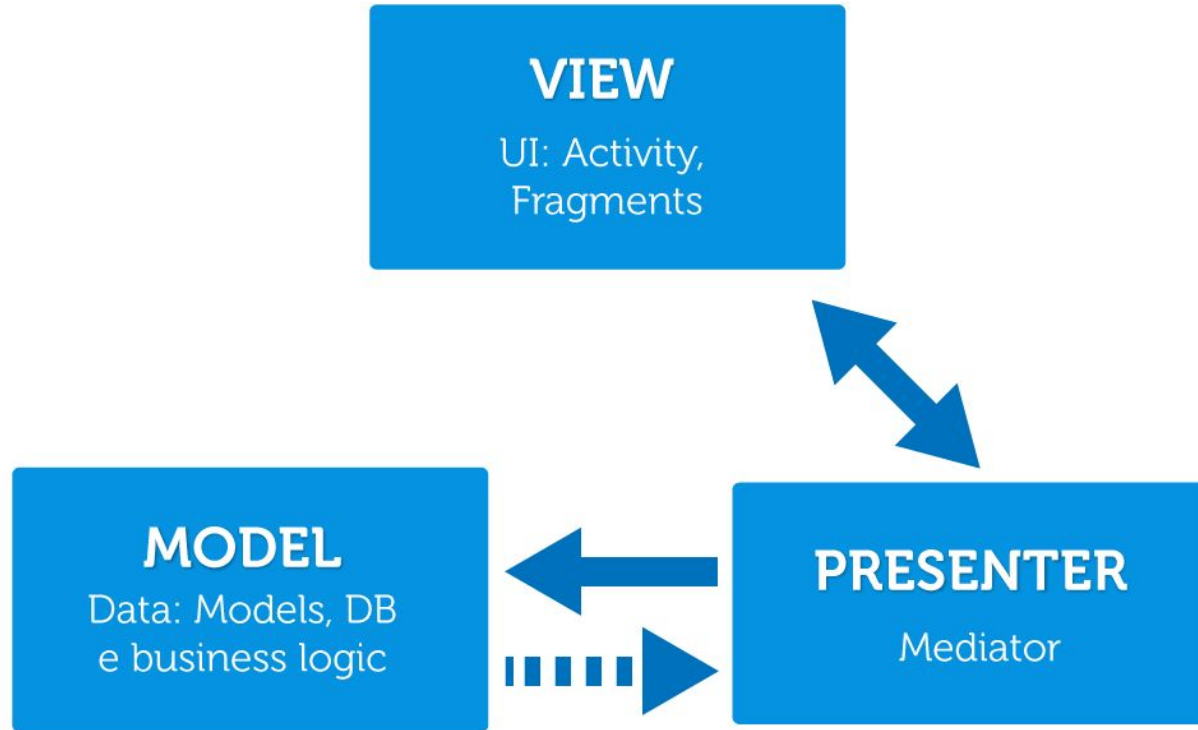 VIEW
UI: Activity,
Fragments
MODEL
Data: Models, DB
e business logic
PRESENTER
Mediator